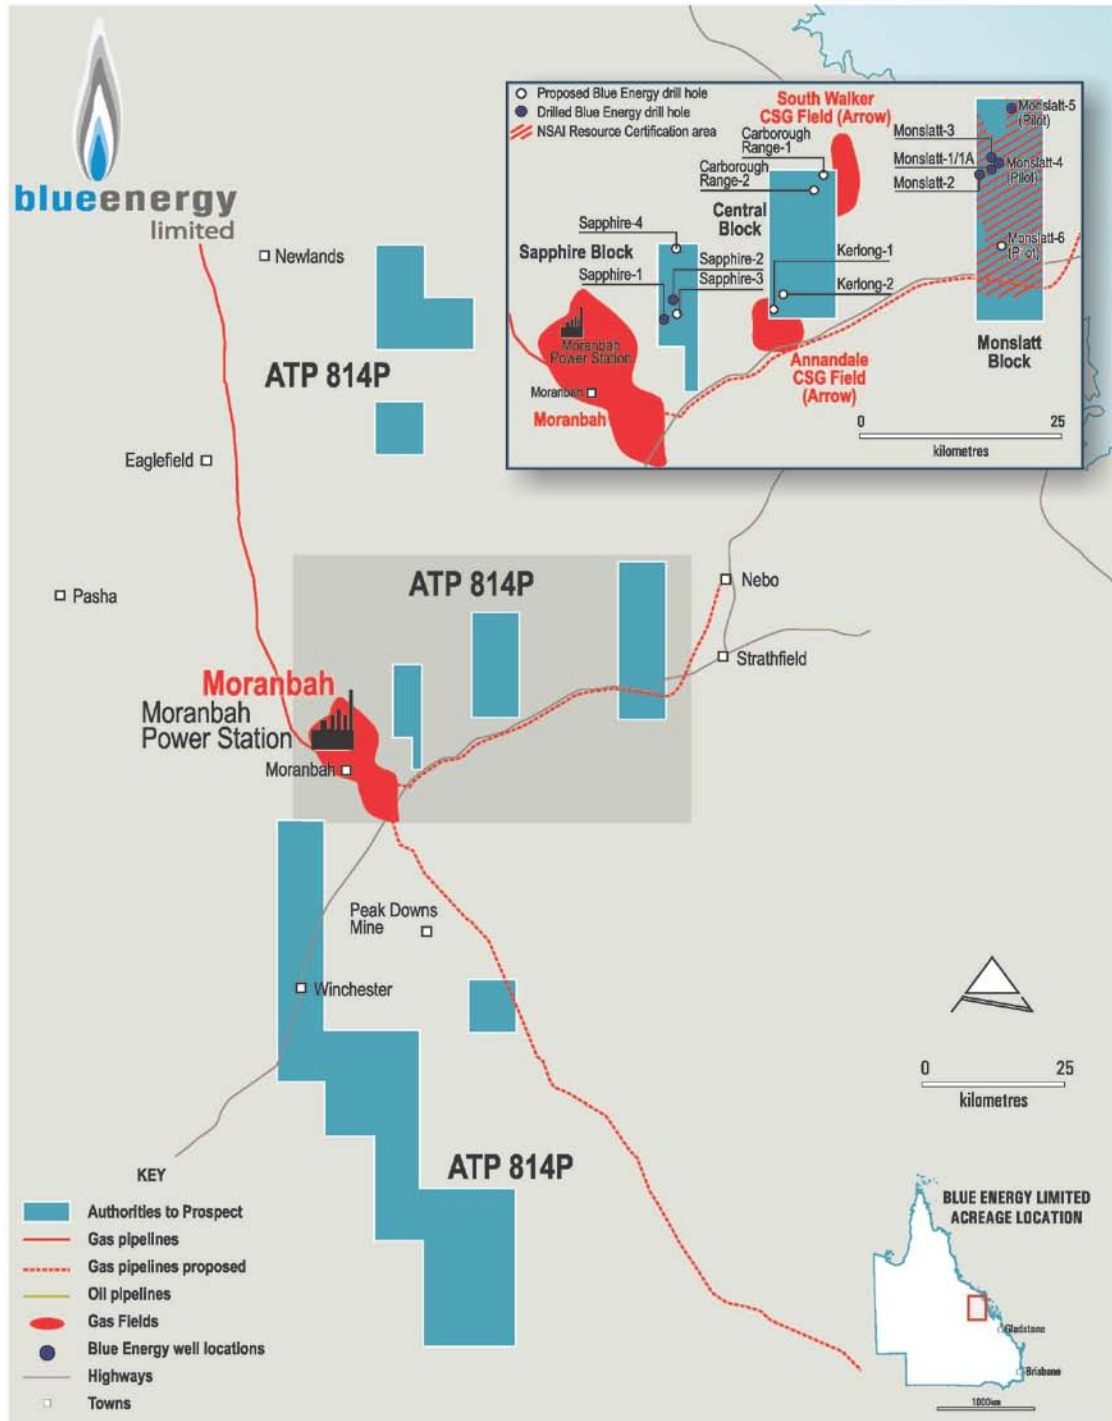 blueenergy
limited
Proposed Blue Energy drill hole
Drilled Blue Energy drill hole
NSAI Resource Certification area
South Walker
CSG Field (Arrow)
Carborough
Range-1
Carborough
Range-2
Central
Block
Monslatt-5
(Pilot)
Monslatt-3
Monslatt-1/1A
Monslatt-4
(Pilot)
Monslatt-2
Monslatt-6
(Pilot)
Sapphire-4
Sapphire Block
Sapphire-2
Sapphire-1
Sapphire-3
Kerlong-1
Kerlong-2
Moranbah
Power Station
Moranbah
Moranbah
Annandale
CSG Field
(Arrow)
Monslatt
Block
0 25
kilometres
Newlands
ATP 814P
Eaglefield
Pasha
ATP 814P
Nebo
Strathfield
Moranbah
Moranbah
Power Station
Moranbah
Peak Downs
Mine
Winchester
0 25
kilometres
ATP 814P
KEY
Authorities to Prospect
Gas pipelines
Gas pipelines proposed
Oil pipelines
Gas Fields
Blue Energy well locations
Highways
Towns
BLUE ENERGY LIMITED
ACREAGE LOCATION
Gladstone
Brisbane
1000km